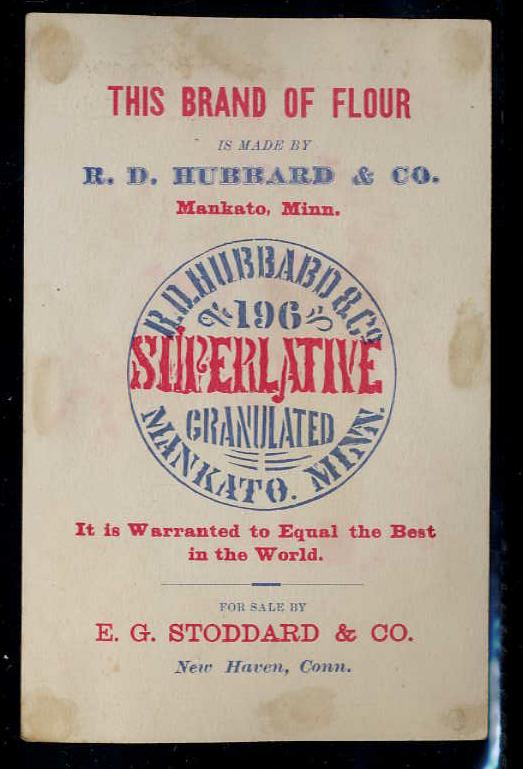 THIS BRAND OF FLOUR
IS MADE BY
R. D. HUBBARD & CO.
Mankato, Minn.
R.D. HUBBARD & Co
196
SUPERLATIVE
GRANULATED
MANKATO. MINN.
It is Warranted to Equal the Best
in the World.
FOR SALE BY
E. G. STODDARD & CO.
New Haven, Conn.